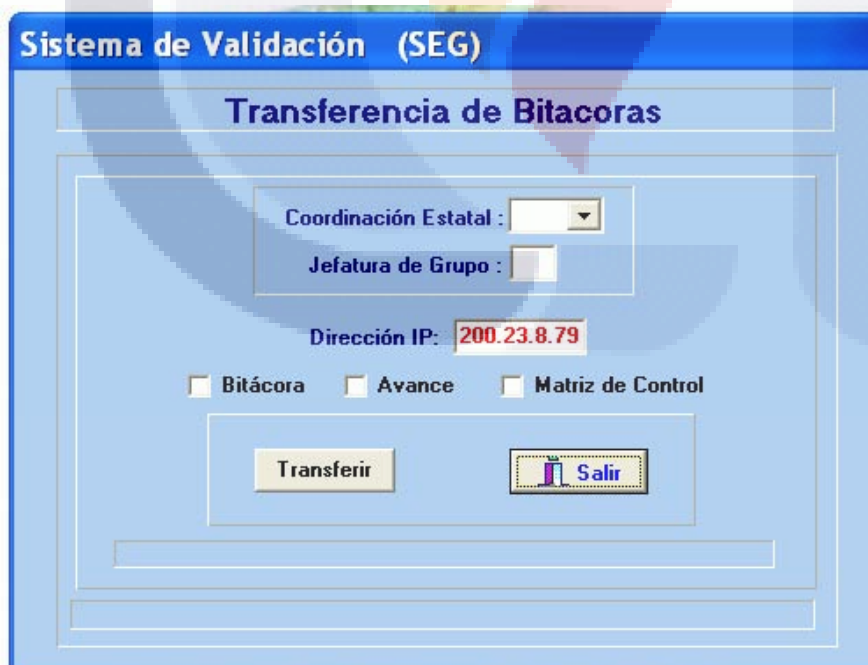 Sistema de Validación (SEG)
Transferencia de Bitacoras
Coordinación Estatal :
Jefatura de Grupo :
Dirección IP: 200.23.8.79
Bitácora Avance Matriz de Control
Transferir Salir